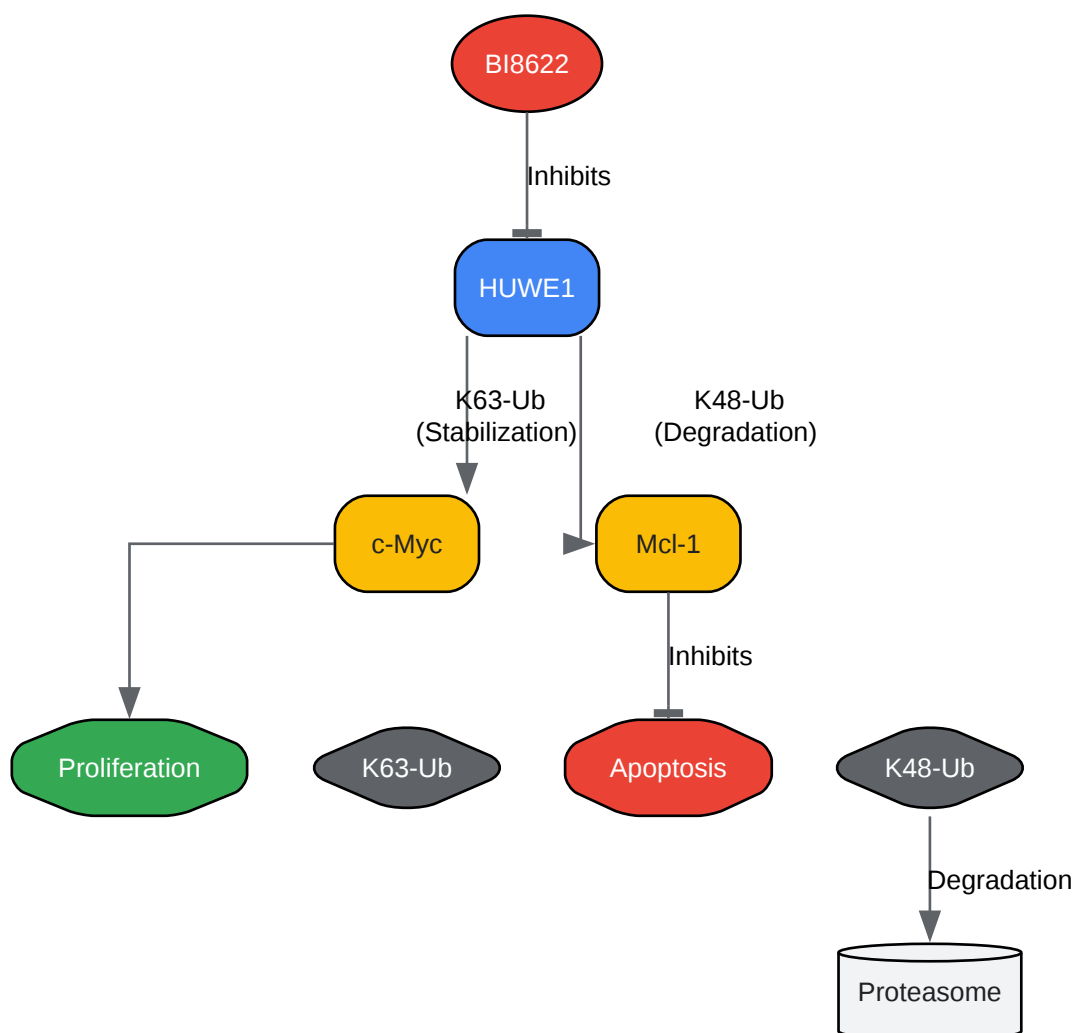 BI8622
Inhibits
HUWE1
K63-Ub
(Stabilization)
K48-Ub
(Degradation)
c-Myc
Mcl-1
Inhibits
Proliferation
K63-Ub
Apoptosis
K48-Ub
Degradation
Proteasome